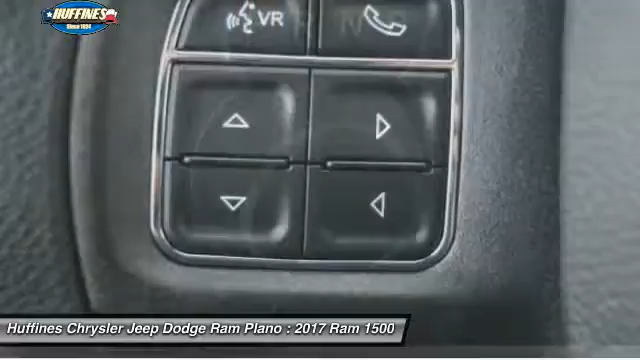 HUFFINES
Since 1924
VR
Huffines Chrysler Jeep Dodge Ram Plano : 2017 Ram 1500